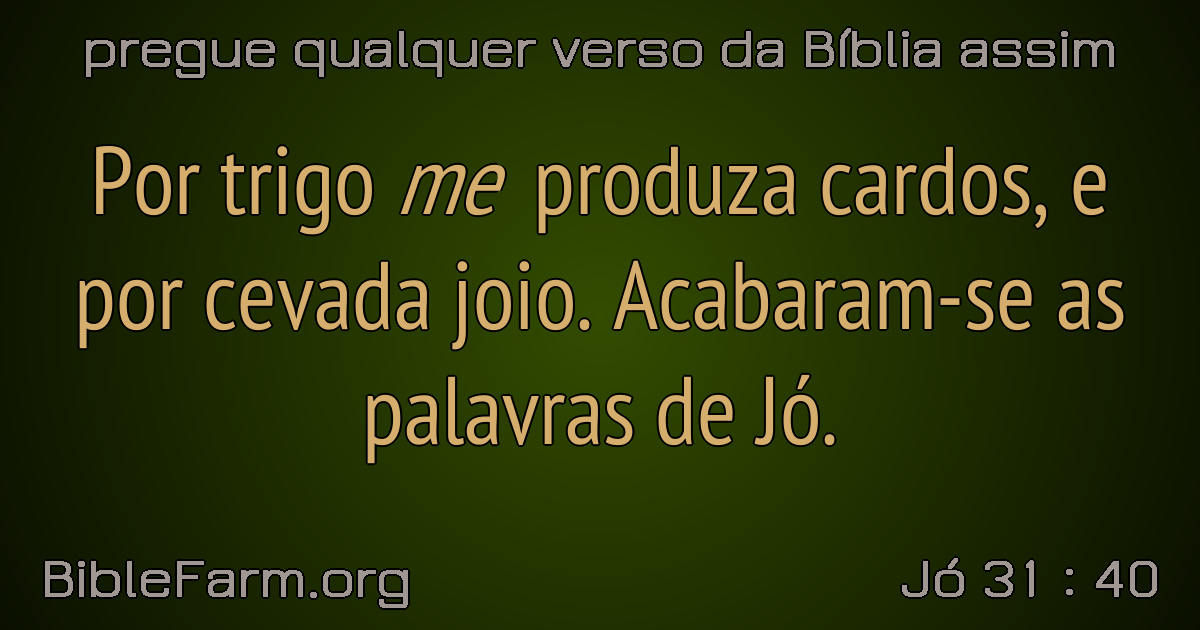 pregue qualquer verso da Bíblia assim
Por trigo me produza cardos, e
por cevada joio. Acabaram-se as
palavras de Jó.
BibleFarm.org
Jó 31 : 40